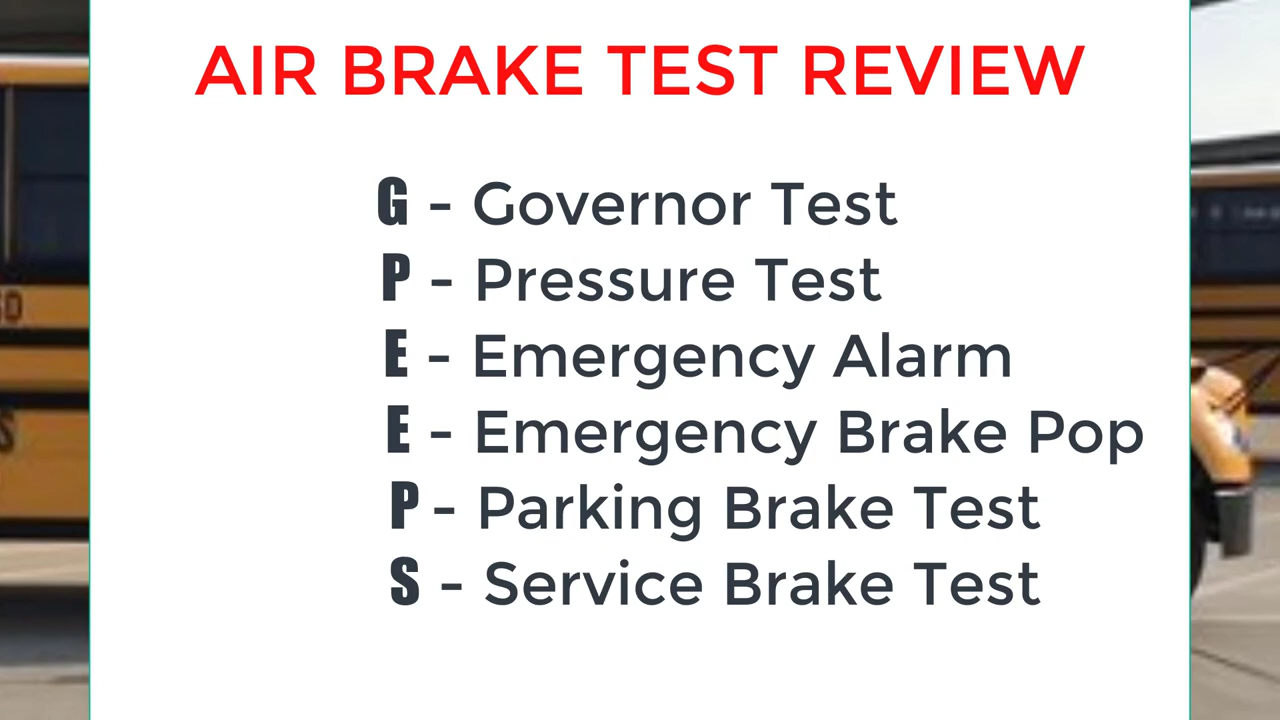 AIR BRAKE TEST REVIEW
G - Governor Test
P - Pressure Test
E - Emergency Alarm
E - Emergency Brake Pop
P - Parking Brake Test
S - Service Brake Test